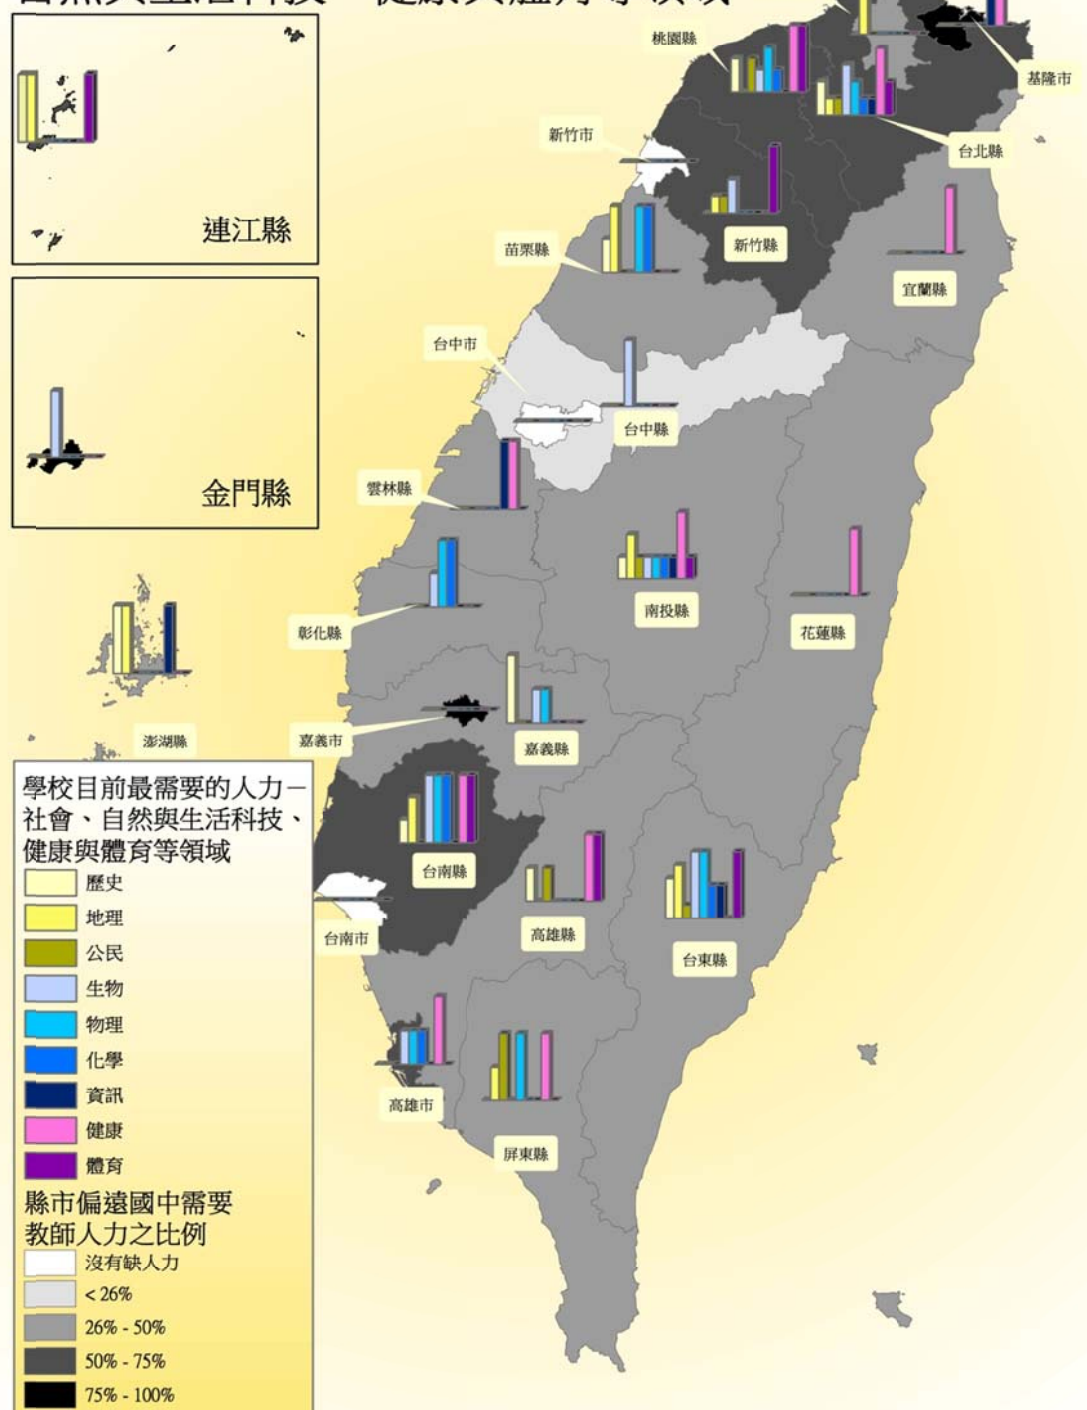 桃園縣
基隆市
新竹市
台北縣
連江縣
新竹縣
苗栗縣
宜蘭縣
台中市
台中縣
金門縣
雲林縣
南投縣
花蓮縣
彰化縣
澎湖縣
嘉義市
嘉義縣
學校目前最需要的人力－
社會、自然與生活科技、
健康與體育等領域
歷史
地理
公民
生物
物理
化學
資訊
健康
體育
縣市偏遠國中需要
教師人力之比例
沒有缺人力
< 26%
26% - 50%
50% - 75%
75% - 100%
台南縣
台南市
高雄縣
台東縣
高雄市
屏東縣